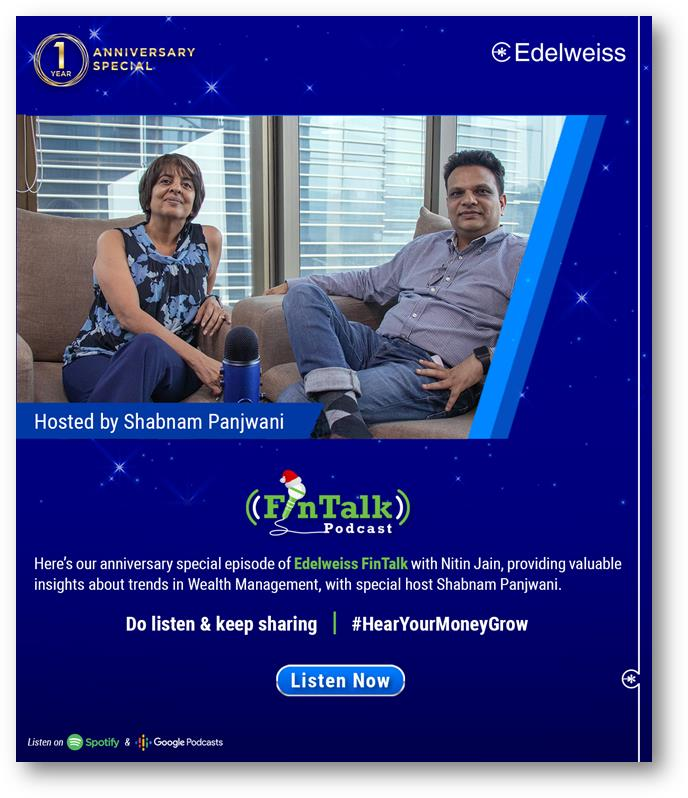 1
YEAR
ANNIVERSARY
SPECIAL
Edelweiss
Hosted by Shabnam Panjwani
FinTalk
Podcast
Here's our anniversary special episode of Edelweiss FinTalk with Nitin Jain, providing valuable
insights about trends in Wealth Management, with special host Shabnam Panjwani.
Do listen & keep sharing | #HearYourMoneyGrow
Listen Now
Listen on Spotify & Google Podcasts